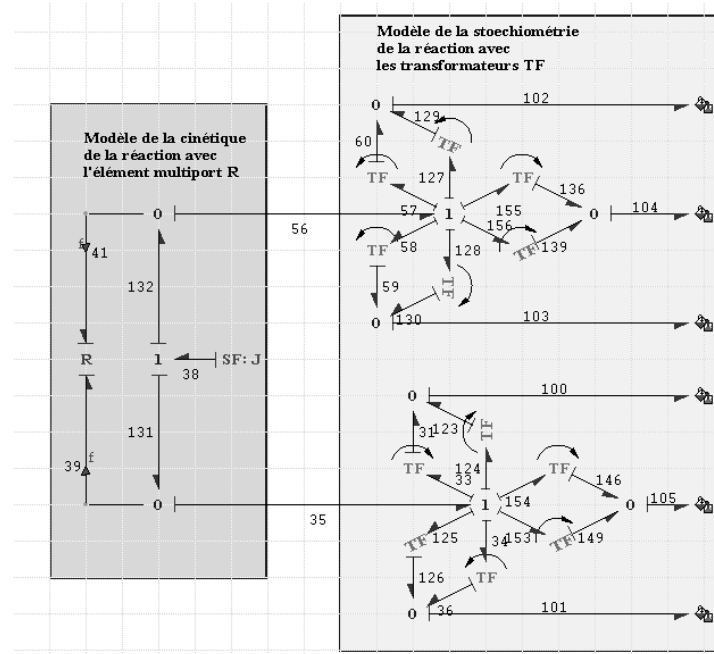 Modèle de la stoechiométrie
de la réaction avec
les transformateurs TF
0
102
129
60
TF
Modèle de la cinétique
de la réaction avec
l'élément multiport R
TF
127
TF
136
0
56
57
1
155
156
0
104
f
41
TF
58
128
TF
139
132
59
TF
0
130
103
R
1
38
SF: J
0
100
131
31
123
TF
39
f
TF
33
124
TF
146
0
35
1
154
0
105
TF
125
34
153
TF
149
126
TF
0
36
101